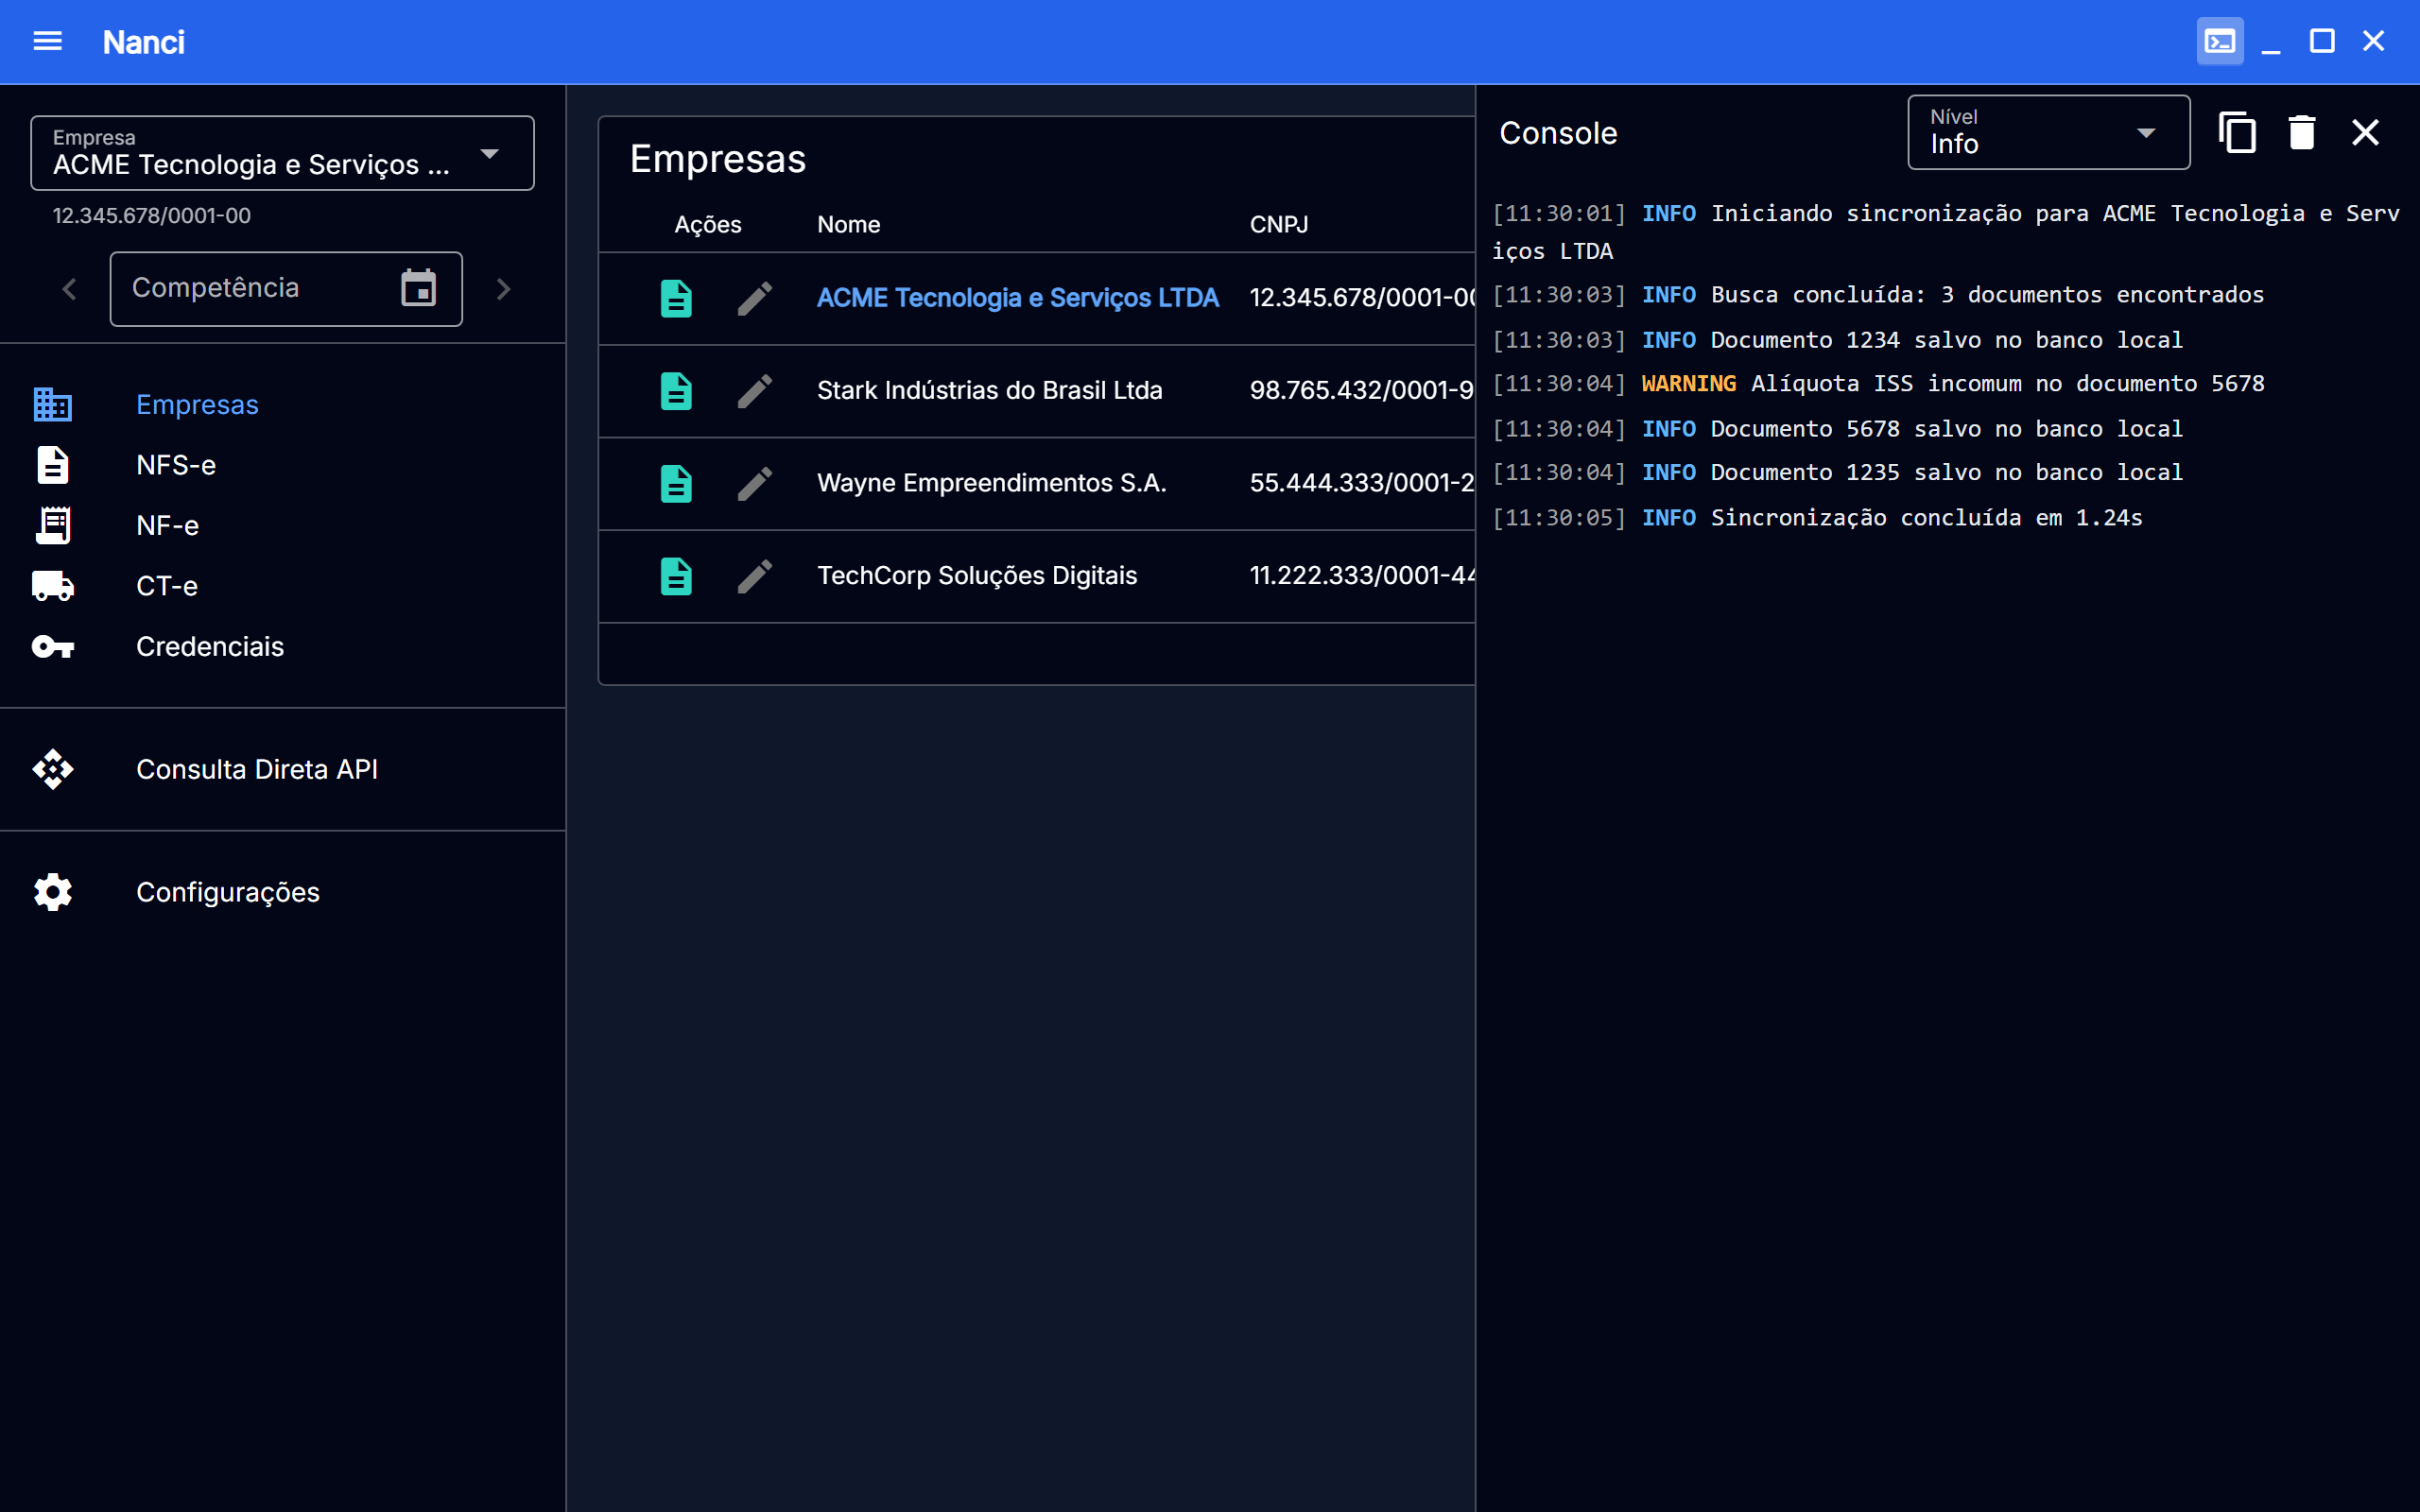 Nanci
Empresa
ACME Tecnologia e Serviços ...
12.345.678/0001-00
Competência
Empresas
NFS-e
NF-e
CT-e
Credenciais
Consulta Direta API
Configurações
Empresas
Ações Nome CNPJ
ACME Tecnologia e Serviços LTDA 12.345.678/0001-00
Stark Indústrias do Brasil Ltda 98.765.432/0001-9
Wayne Empreendimentos S.A. 55.444.333/0001-2
TechCorp Soluções Digitais 11.222.333/0001-44
Console
Nível
Info
[11:30:01] INFO Iniciando sincronização para ACME Tecnologia e Serv
iços LTDA
[11:30:03] INFO Busca concluída: 3 documentos encontrados
[11:30:03] INFO Documento 1234 salvo no banco local
[11:30:04] WARNING Alíquota ISS incomum no documento 5678
[11:30:04] INFO Documento 5678 salvo no banco local
[11:30:04] INFO Documento 1235 salvo no banco local
[11:30:05] INFO Sincronização concluída em 1.24s